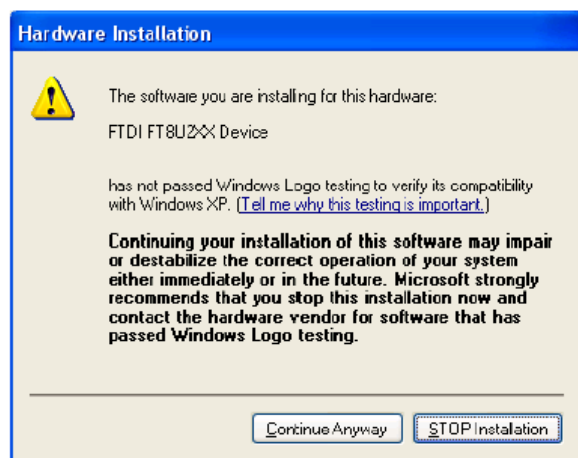 Hardware Installation
The software you are installing for this hardware:
FTDI FT8U2XX Device
has not passed Windows Logo testing to verify its compatibility
with Windows XP. (Tell me why this testing is important.)
Continuing your installation of this software may impair
or destabilize the correct operation of your system
either immediately or in the future. Microsoft strongly
recommends that you stop this installation now and
contact the hardware vendor for software that has
passed Windows Logo testing.
Continue Anyway
STOP Installation